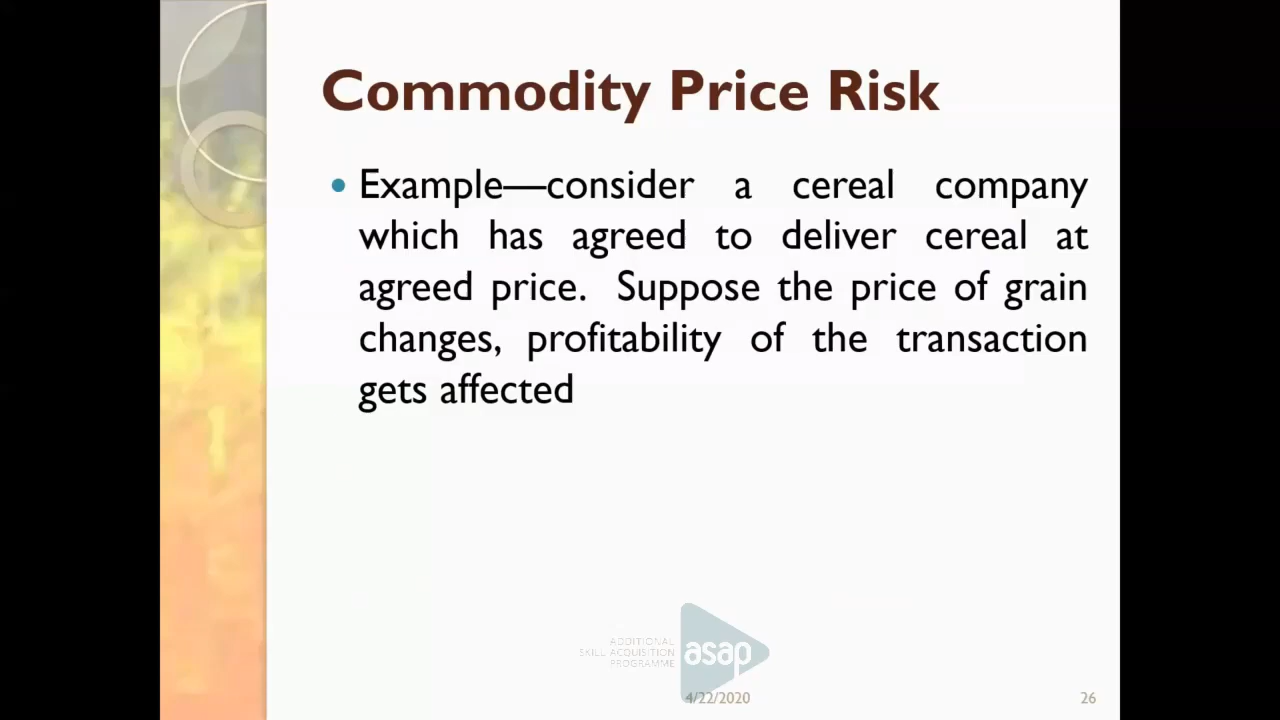 Commodity Price Risk
• Example—consider a cereal company
which has agreed to deliver cereal at
agreed price. Suppose the price of grain
changes, profitability of the transaction
gets affected
ADDITIONAL
SKILL ACQUISITION
PROGRAMME
asap
4/22/2020
26